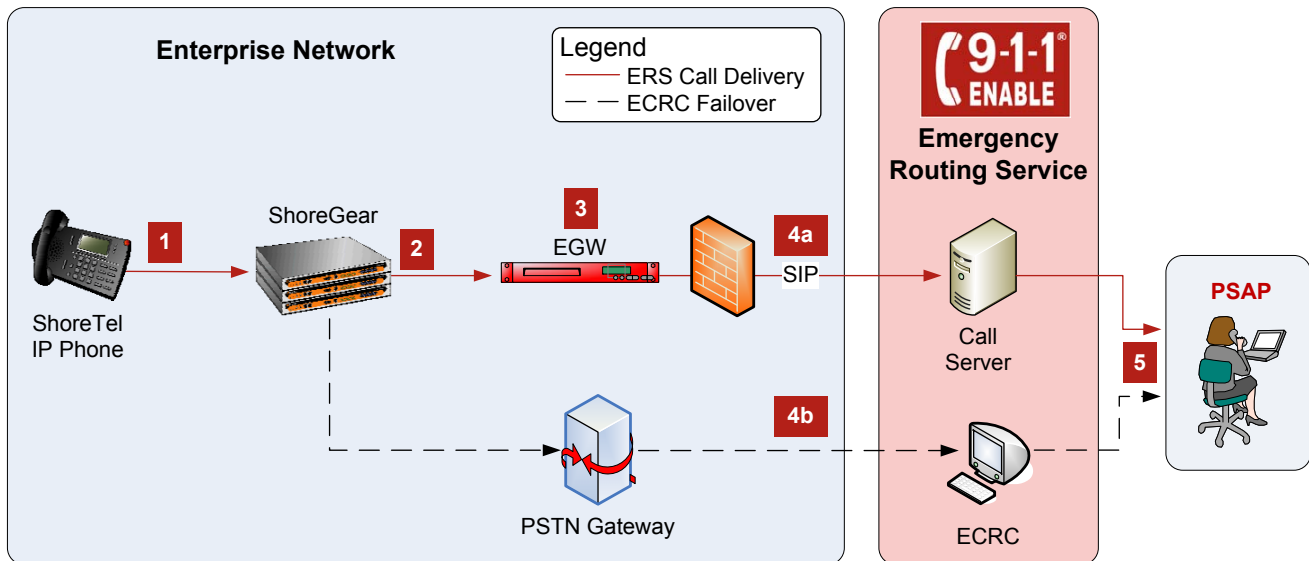 Enterprise Network
Legend
ERS Call Delivery
ECRC Failover
9-1-1®
ENABLE
Emergency
Routing Service
1
ShoreTel
IP Phone
ShoreGear
2
3
EGW
4a
SIP
Call
Server
PSTN Gateway
4b
ECRC
5
PSAP